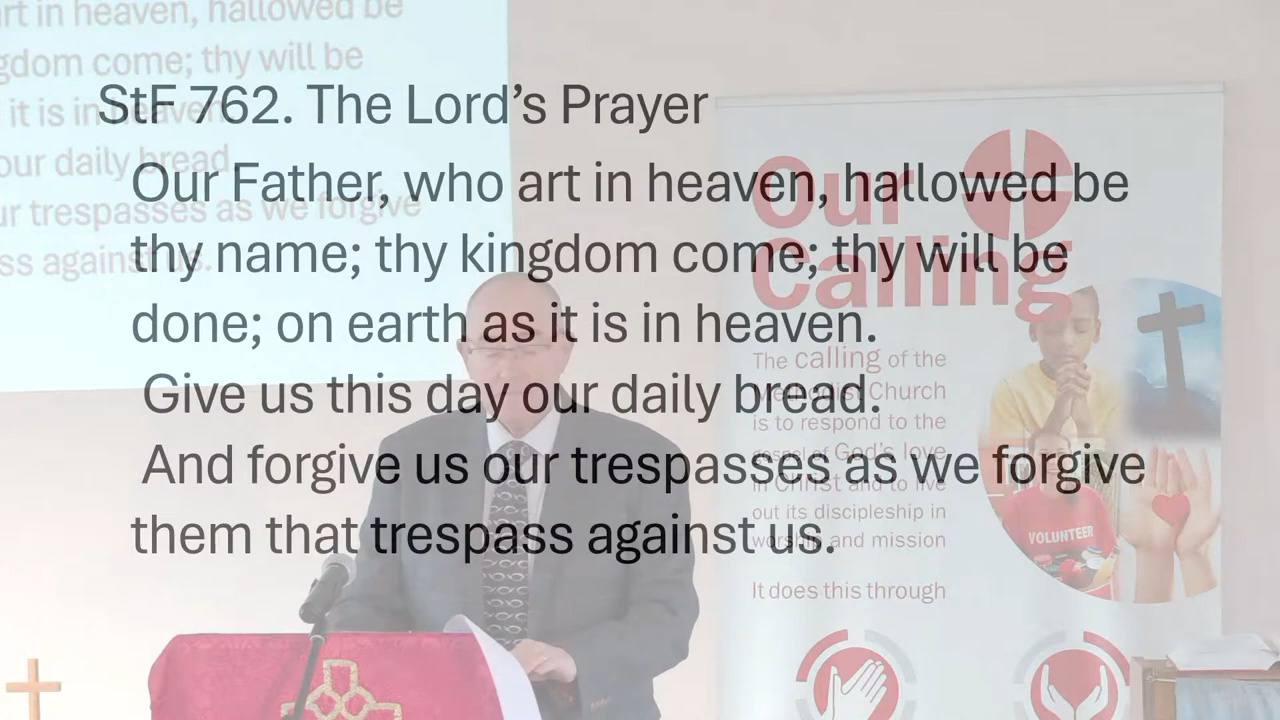 art in heaven, hallowed be
gdom come; thy will be
it is in heaven
our daily bread
ur trespasses as we forgive
ss against us.
StF 762. The Lord’s Prayer
Our Father, who art in heaven, hallowed be
thy name; thy kingdom come; thy will be
done; on earth as it is in heaven.
Give us this day our daily bread.
And forgive us our trespasses as we forgive
them that trespass against us.
Our
Calling
The calling of the
Methodist Church
is to respond to the
gospel of God's love
in Christ and to live
out its discipleship in
worship and mission
It does this through
VOLUNTEER